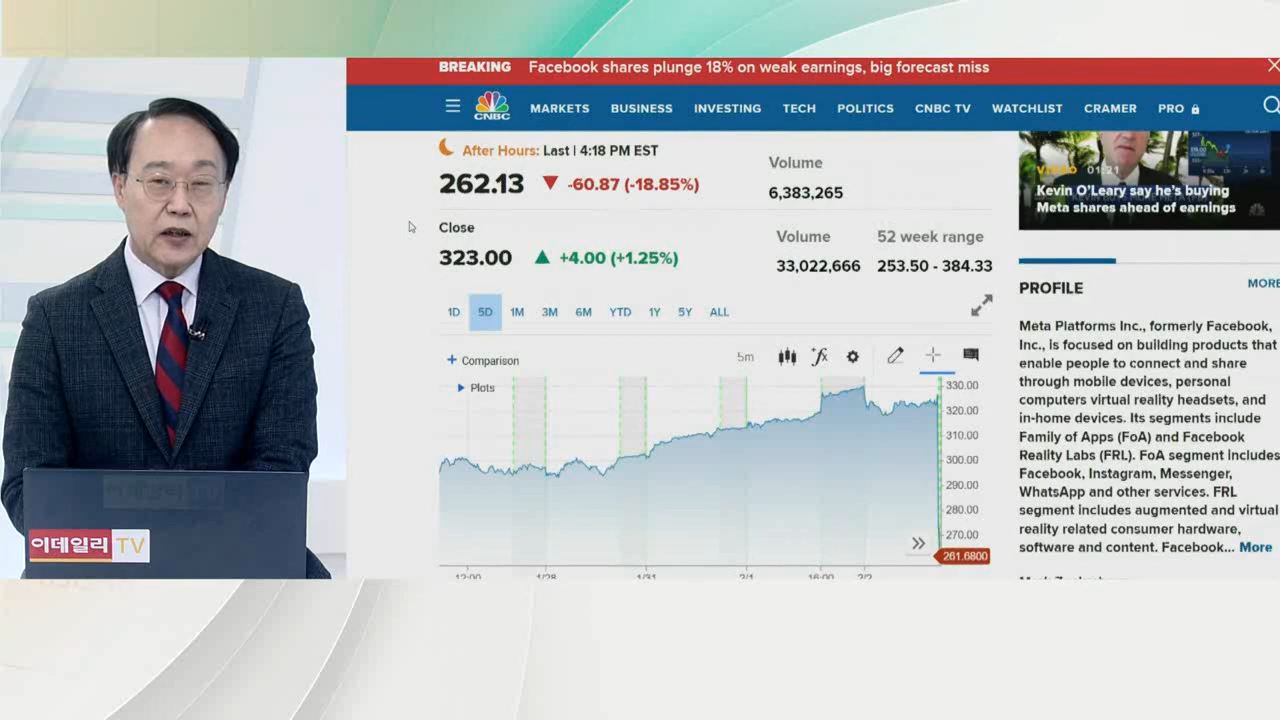 BREAKING Facebook shares plunge 18% on weak earnings, big forecast miss
CNBC MARKETS BUSINESS INVESTING TECH POLITICS CNBC TV WATCHLIST CRAMER PRO
After Hours: Last | 4:18 PM EST
262.13 -60.87 (-18.85%)
Volume
6,383,265
Close
323.00 +4.00 (+1.25%)
Volume
33,022,666
52 week range
253.50 - 384.33
1D 5D 1M 3M 6M YTD 1Y 5Y ALL
+ Comparison
5m
Plots
330.00
320.00
310.00
300.00
290.00
280.00
270.00
261.6800
12:00 1/28 1/31 2/1 16:00 2/2
VIDEO 01:21
Kevin O'Leary say he's buying
Meta shares ahead of earnings
PROFILE
MORE
Meta Platforms Inc., formerly Facebook,
Inc., is focused on building products that
enable people to connect and share
through mobile devices, personal
computers virtual reality headsets, and
in-home devices. Its segments include
Family of Apps (FoA) and Facebook
Reality Labs (FRL). FoA segment includes
Facebook, Instagram, Messenger,
WhatsApp and other services. FRL
segment includes augmented and virtual
reality related consumer hardware,
software and content. Facebook... More
이데일리 TV